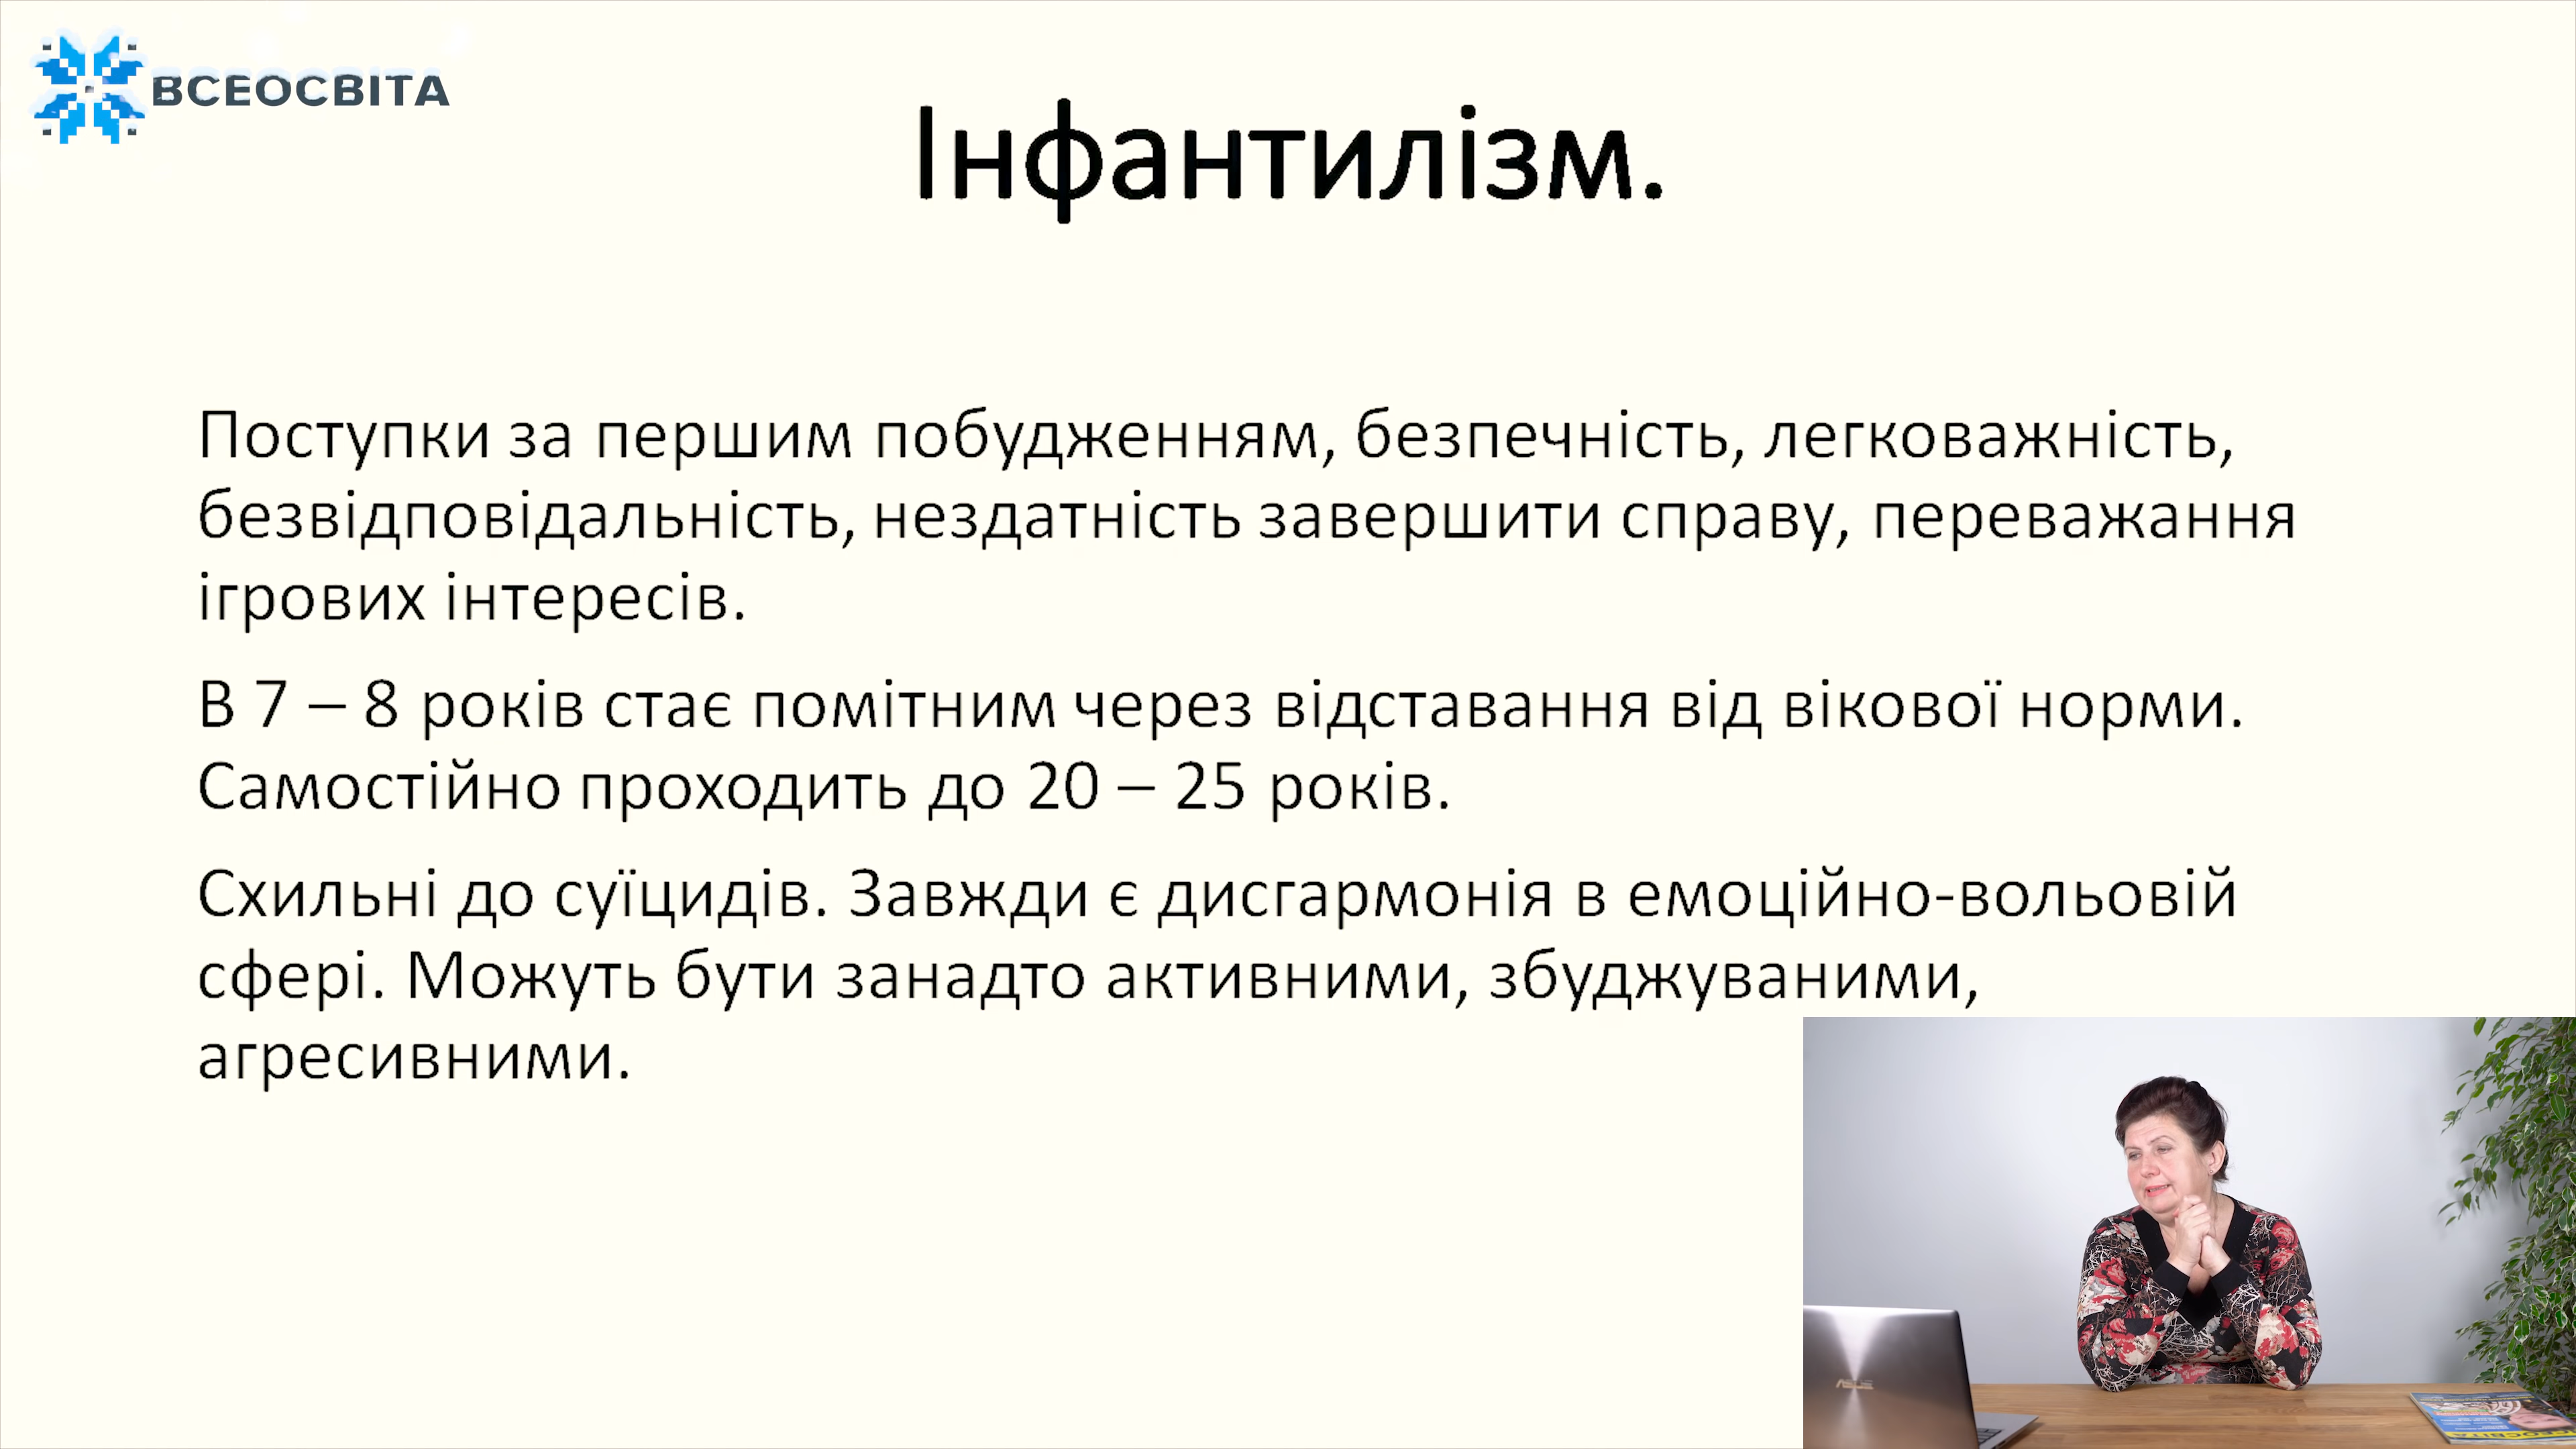 ВСЕОСВІТА
Інфантилізм.
Поступки за першим побудженням, безпечність, легковажність,
безвідповідальність, нездатність завершити справу, переважання
ігрових інтересів.
В 7 – 8 років стає помітним через відставання від вікової норми.
Самостійно проходить до 20 – 25 років.
Схильні до суїцидів. Завжди є дисгармонія в емоційно-вольовій
сфері. Можуть бути занадто активними, збуджуваними,
агресивними.
ASUS